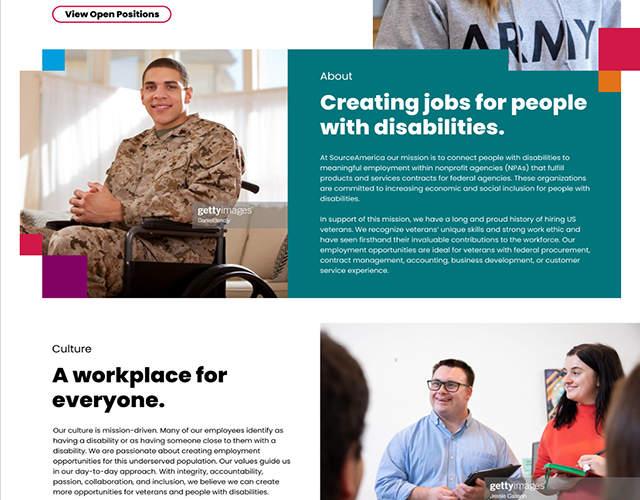 View Open Positions
ARMY
About
Creating jobs for people
with disabilities.
At SourceAmerica our mission is to connect people with disabilities to
meaningful employment within nonprofit agencies (NPAs) that fulfill
products and services contracts for federal agencies. These organizations
are committed to increasing economic and social inclusion for people with
disabilities.
In support of this mission, we have a long and proud history of hiring US
veterans. We recognize veterans' unique skills and strong work ethic and
have seen firsthand their invaluable contributions to the workforce. Our
employment opportunities are ideal for veterans with federal procurement,
contract management, accounting, business development, or customer
service experience.
gettyimages
DanielBendjy
Culture
A workplace for
everyone.
Our culture is mission-driven. Many of our employees identify as
having a disability or as having someone close to them with a
disability. We are passionate about creating employment
opportunities for this underserved population. Our values guide us
in our day-to-day approach. With integrity, accountability,
passion, collaboration, and inclusion, we believe we can create
more opportunities for veterans and people with disabilities.
gettyimages